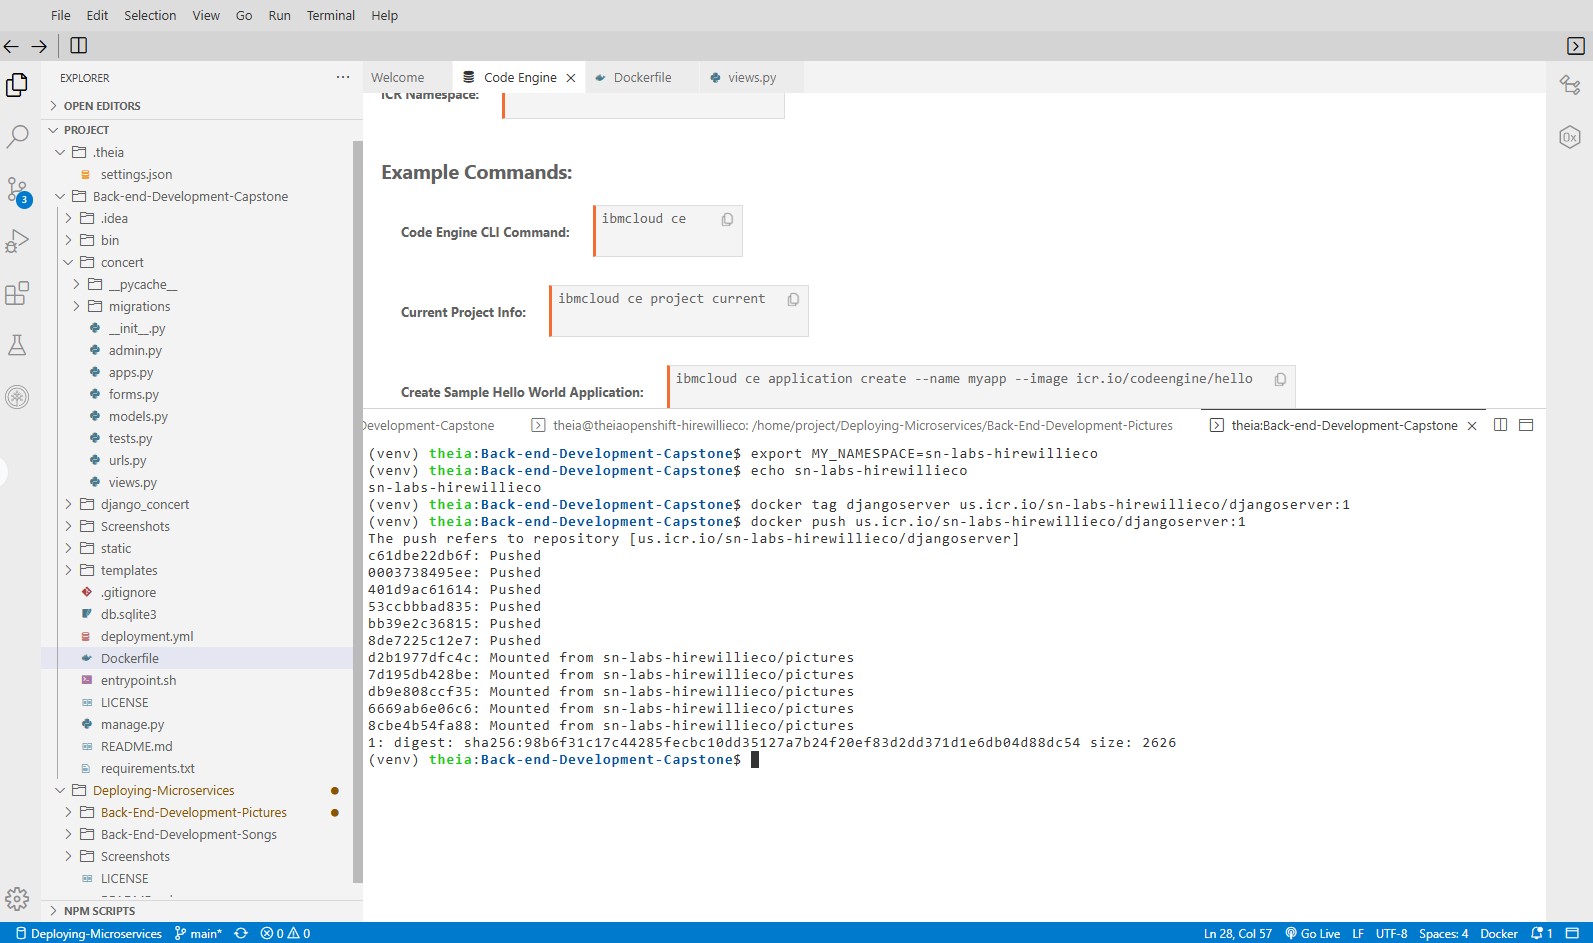 File Edit Selection View Go Run Terminal Help
EXPLORER
OPEN EDITORS
PROJECT
.theia
settings.json
Back-end-Development-Capstone
.idea
bin
concert
__pycache__
migrations
__init__.py
admin.py
apps.py
forms.py
models.py
tests.py
urls.py
views.py
django_concert
Screenshots
static
templates
.gitignore
db.sqlite3
deployment.yml
Dockerfile
entrypoint.sh
LICENSE
manage.py
README.md
requirements.txt
Deploying-Microservices
Back-End-Development-Pictures
Back-End-Development-Songs
Screenshots
LICENSE
NPM SCRIPTS
3
Welcome Code Engine Dockerfile views.py
ICR Namespace:
Example Commands:
Code Engine CLI Command: ibmcloud ce
Current Project Info: ibmcloud ce project current
Create Sample Hello World Application: ibmcloud ce application create --name myapp --image icr.io/codeengine/hello
Development-Capstone theia@theiaopenshift-hirewillieco: /home/project/Deploying-Microservices/Back-End-Development-Pictures theia:Back-end-Development-Capstone
(venv) theia:Back-end-Development-Capstone$ export MY_NAMESPACE=sn-labs-hirewillieco
(venv) theia:Back-end-Development-Capstone$ echo sn-labs-hirewillieco
sn-labs-hirewillieco
(venv) theia:Back-end-Development-Capstone$ docker tag djangoserver us.icr.io/sn-labs-hirewillieco/djangoserver:1
(venv) theia:Back-end-Development-Capstone$ docker push us.icr.io/sn-labs-hirewillieco/djangoserver:1
The push refers to repository [us.icr.io/sn-labs-hirewillieco/djangoserver]
c61dbe22db6f: Pushed
0003738495ee: Pushed
401d9ac61614: Pushed
53ccbbbad835: Pushed
bb39e2c36815: Pushed
8de7225c12e7: Pushed
d2b1977dfc4c: Mounted from sn-labs-hirewillieco/pictures
7d195db428be: Mounted from sn-labs-hirewillieco/pictures
db9e808ccf35: Mounted from sn-labs-hirewillieco/pictures
6669ab6e06c6: Mounted from sn-labs-hirewillieco/pictures
8cbe4b54fa88: Mounted from sn-labs-hirewillieco/pictures
1: digest: sha256:98b6f31c17c44285fecbc10dd35127a7b24f20ef83d2dd371d1e6db04d88dc54 size: 2626
(venv) theia:Back-end-Development-Capstone$
0x
Deploying-Microservices main* 0 0 Ln 28, Col 57 Go Live LF UTF-8 Spaces: 4 Docker 1